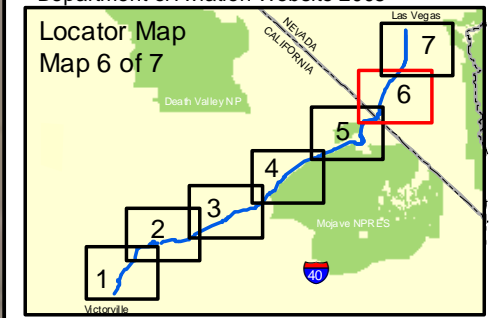 Department of Aviation Website 2005
Locator Map
Map 6 of 7
Las Vegas
NEVADA
CALIFORNIA
7
6
Death Valley NP
5
4
3
Mojave NPRES
2
1
40
Victorville